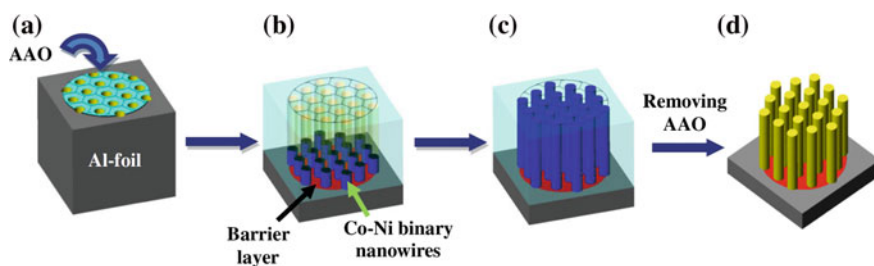 (a)
AAO
Al-foil
(b)
Barrier
layer
Co-Ni binary
nanowires
(c)
Removing
AAO
(d)